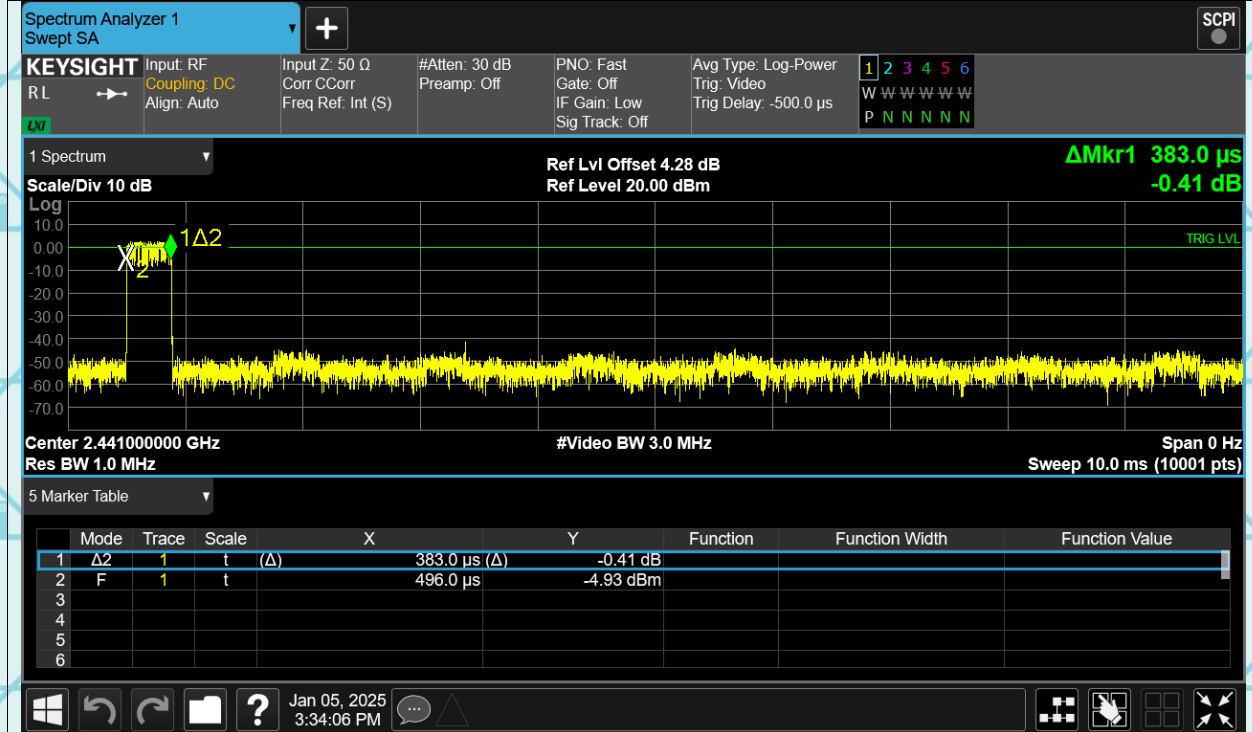 Spectrum Analyzer 1
Swept SA
SCPI
KEYSIGHT
RL
LXI
Input: RF
Coupling: DC
Align: Auto
Input Z: 50 Ω
Corr CCorr
Freq Ref: Int (S)
#Atten: 30 dB
Preamp: Off
PNO: Fast
Gate: Off
IF Gain: Low
Sig Track: Off
Avg Type: Log-Power
Trig: Video
Trig Delay: -500.0 µs
1 2 3 4 5 6
W W W W W W
P N N N N N
1 Spectrum
Scale/Div 10 dB
Ref Lvl Offset 4.28 dB
Ref Level 20.00 dBm
ΔMkr1 383.0 µs
-0.41 dB
Log
10.0
0.00
-10.0
-20.0
-30.0
-40.0
-50.0
-60.0
-70.0
1Δ2
X2
TRIG LVL
Center 2.441000000 GHz
#Video BW 3.0 MHz
Span 0 Hz
Res BW 1.0 MHz
Sweep 10.0 ms (10001 pts)
5 Marker Table
Mode Trace Scale X Y Function Function Width Function Value
1 Δ2 1 t (Δ) 383.0 µs (Δ) -0.41 dB
2 F 1 t 496.0 µs -4.93 dBm
3
4
5
6
?
Jan 05, 2025
3:34:06 PM